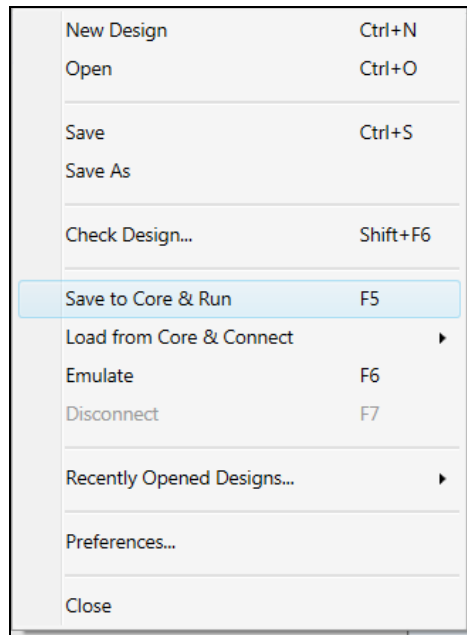 New Design Ctrl+N
Open Ctrl+O
Save Ctrl+S
Save As
Check Design... Shift+F6
Save to Core & Run F5
Load from Core & Connect
Emulate F6
Disconnect F7
Recently Opened Designs...
Preferences...
Close